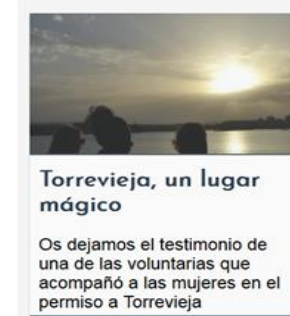 Torrevieja, un lugar
mágico
Os dejamos el testimonio de
una de las voluntarias que
acompañó a las mujeres en el
permiso a Torrevieja